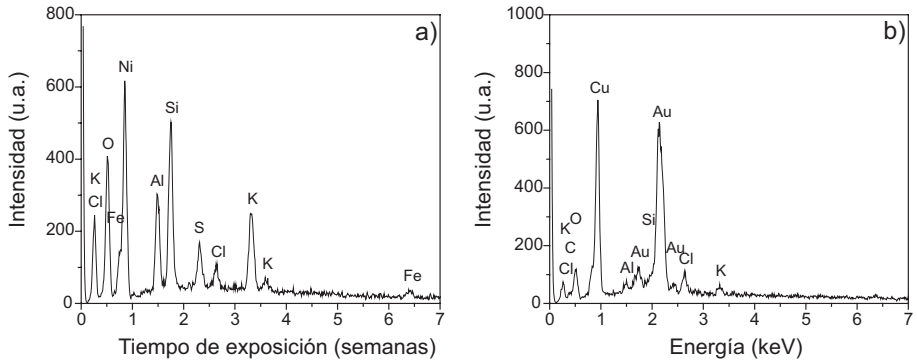 a)
Intensidad (u.a.)
800
600
400
200
0
Ni
O
Si
K
Cl
Fe
Al
S
Cl
K
K
Fe
0 1 2 3 4 5 6 7
Tiempo de exposición (semanas)
b)
Intensidad (u.a.)
1000
800
600
400
200
0
Cu
Au
K
O
C
Cl
Al
Au
Si
Au
Cl
K
0 1 2 3 4 5 6 7
Energía (keV)